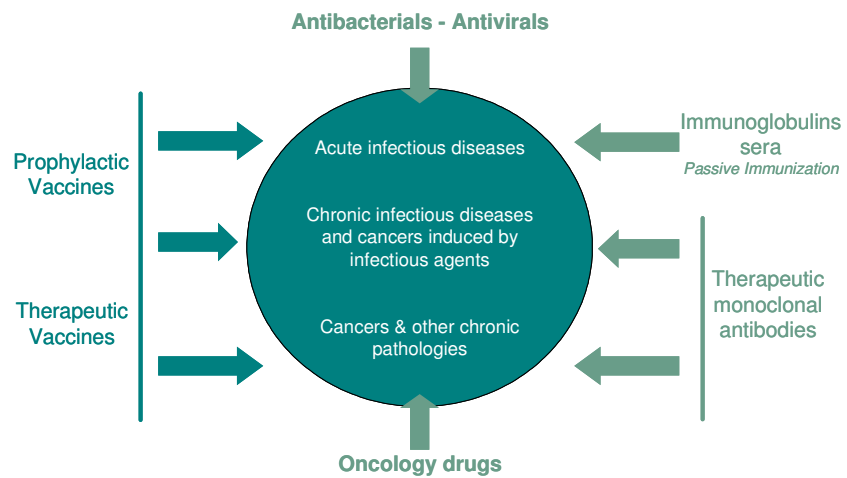 Antibacterials - Antivirals
Prophylactic
Vaccines
Therapeutic
Vaccines
Acute infectious diseases
Chronic infectious diseases
and cancers induced by
infectious agents
Cancers & other chronic
pathologies
Immunoglobulins
sera
Passive Immunization
Therapeutic
monoclonal
antibodies
Oncology drugs